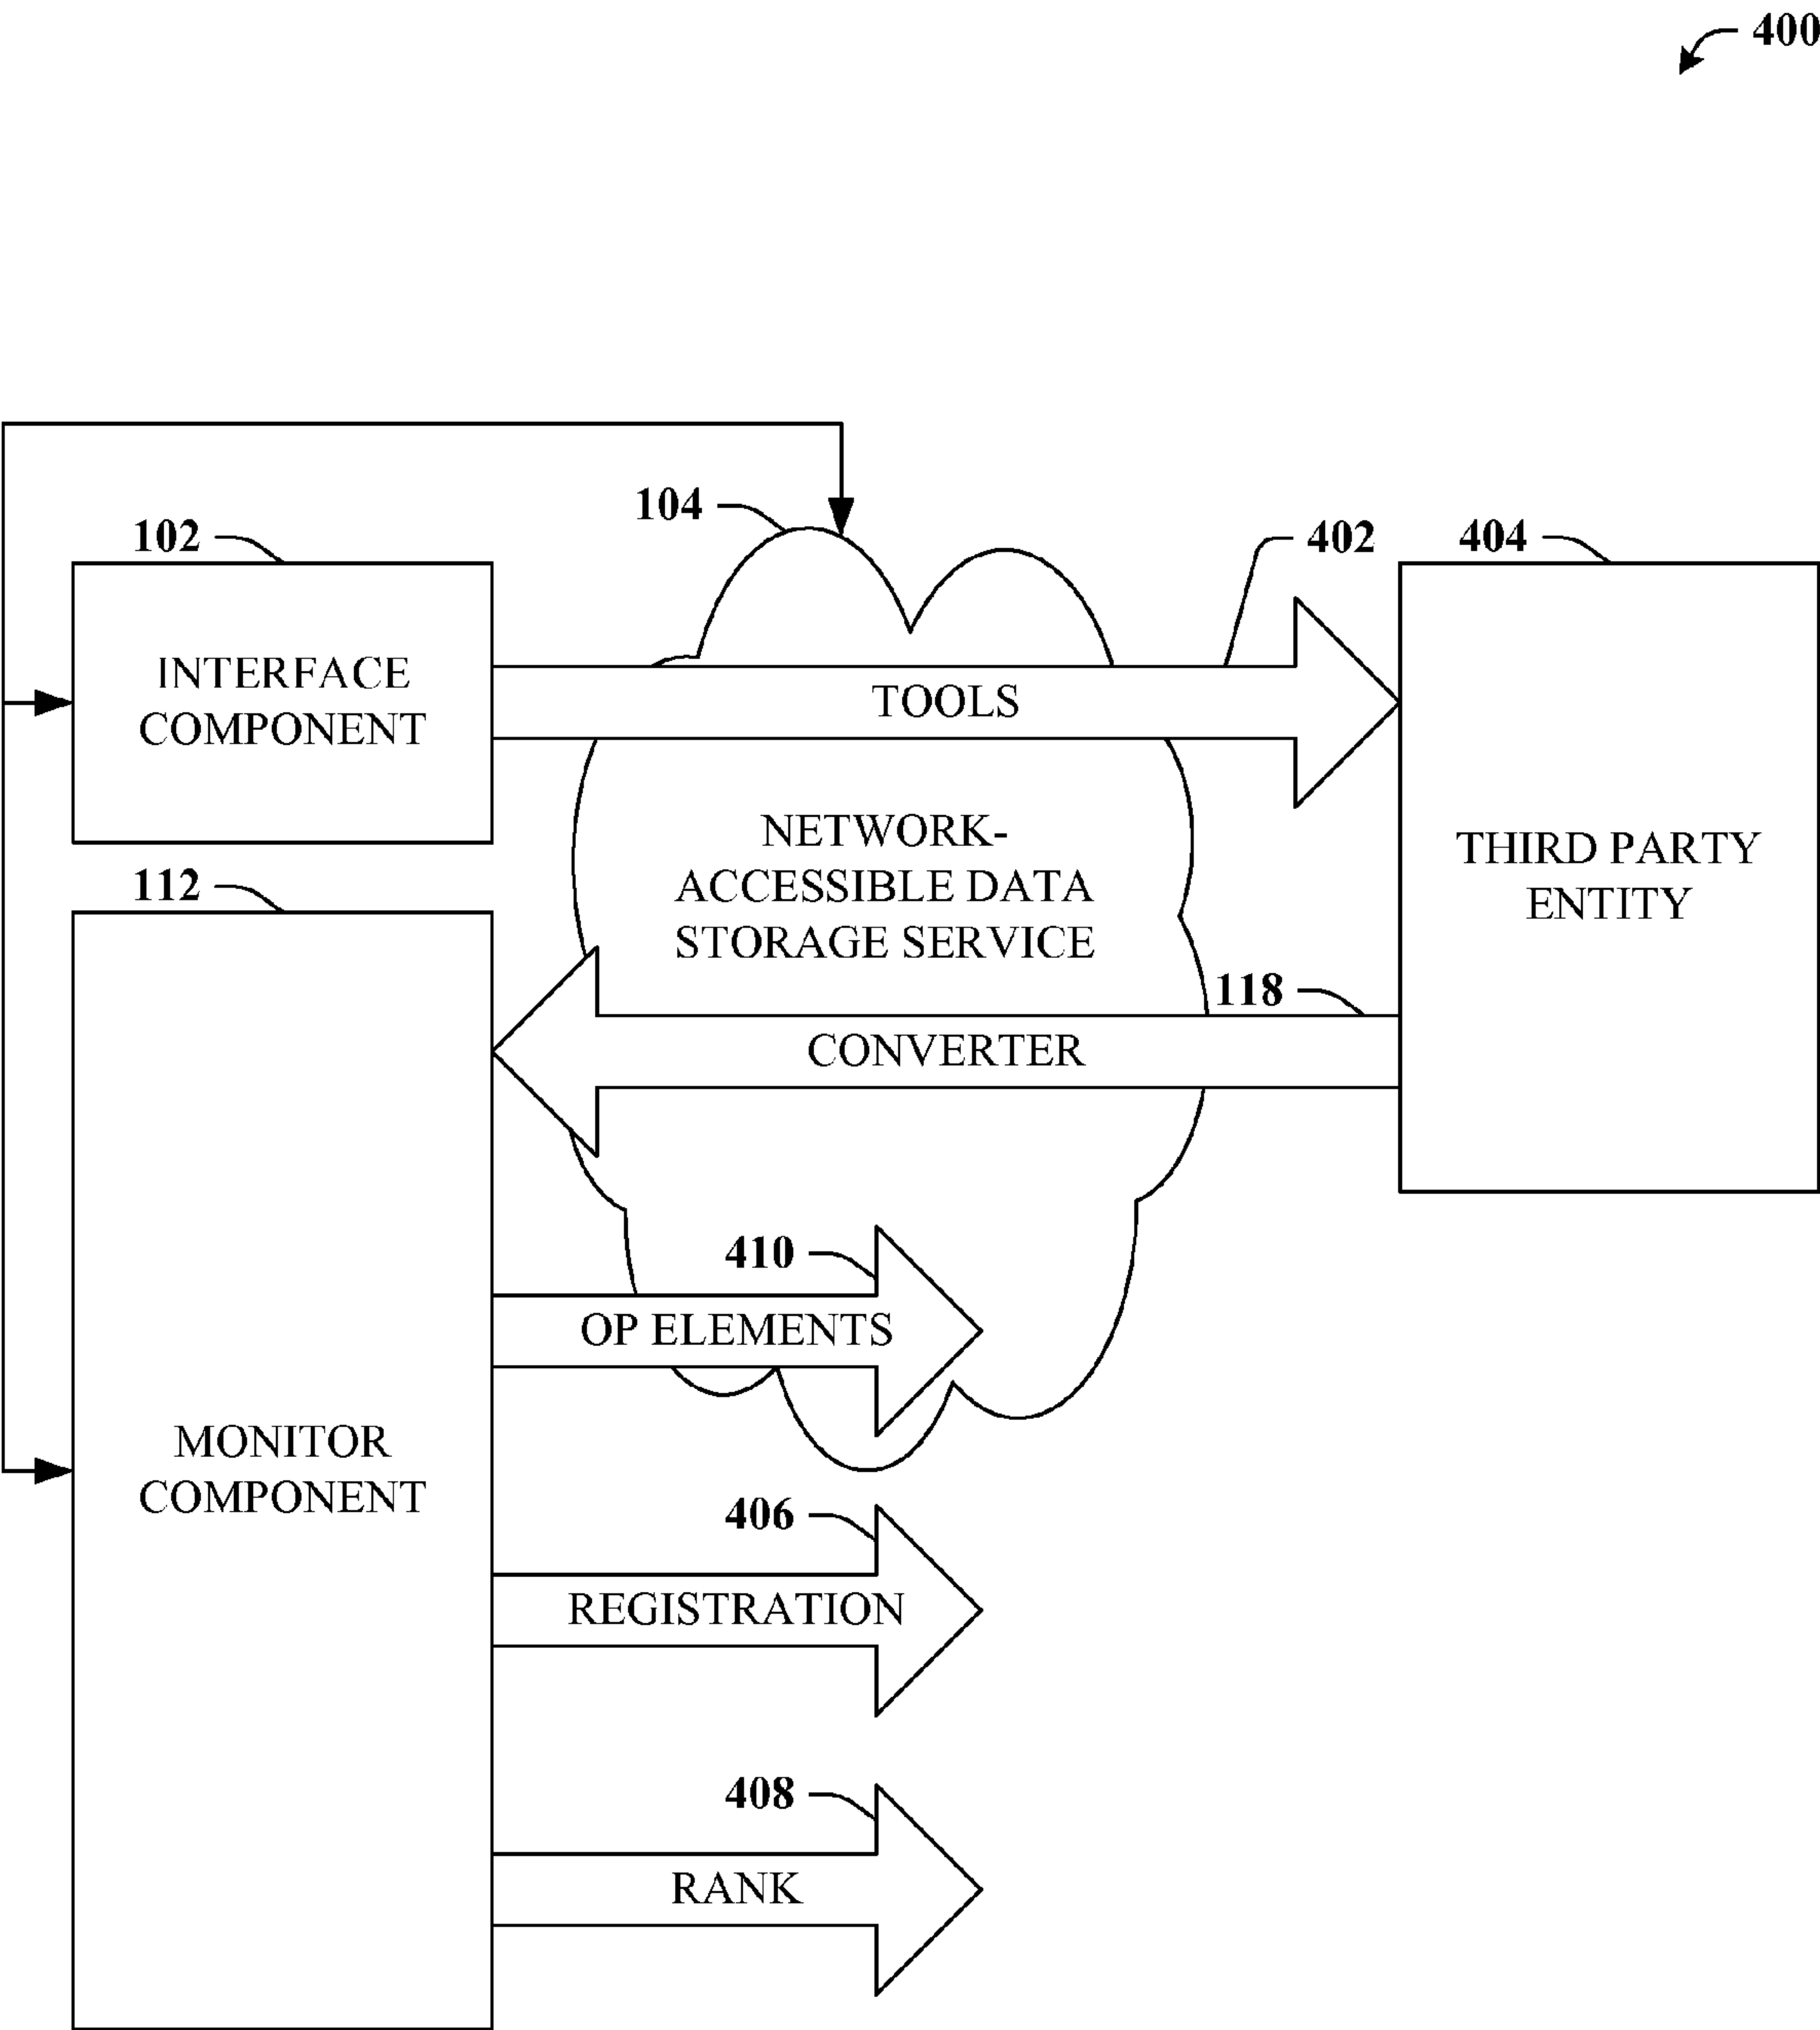 400
104
102
402
404
INTERFACE
COMPONENT
TOOLS
NETWORK-
ACCESSIBLE DATA
STORAGE SERVICE
THIRD PARTY
ENTITY
112
118
CONVERTER
410
OP ELEMENTS
MONITOR
COMPONENT
406
REGISTRATION
408
RANK